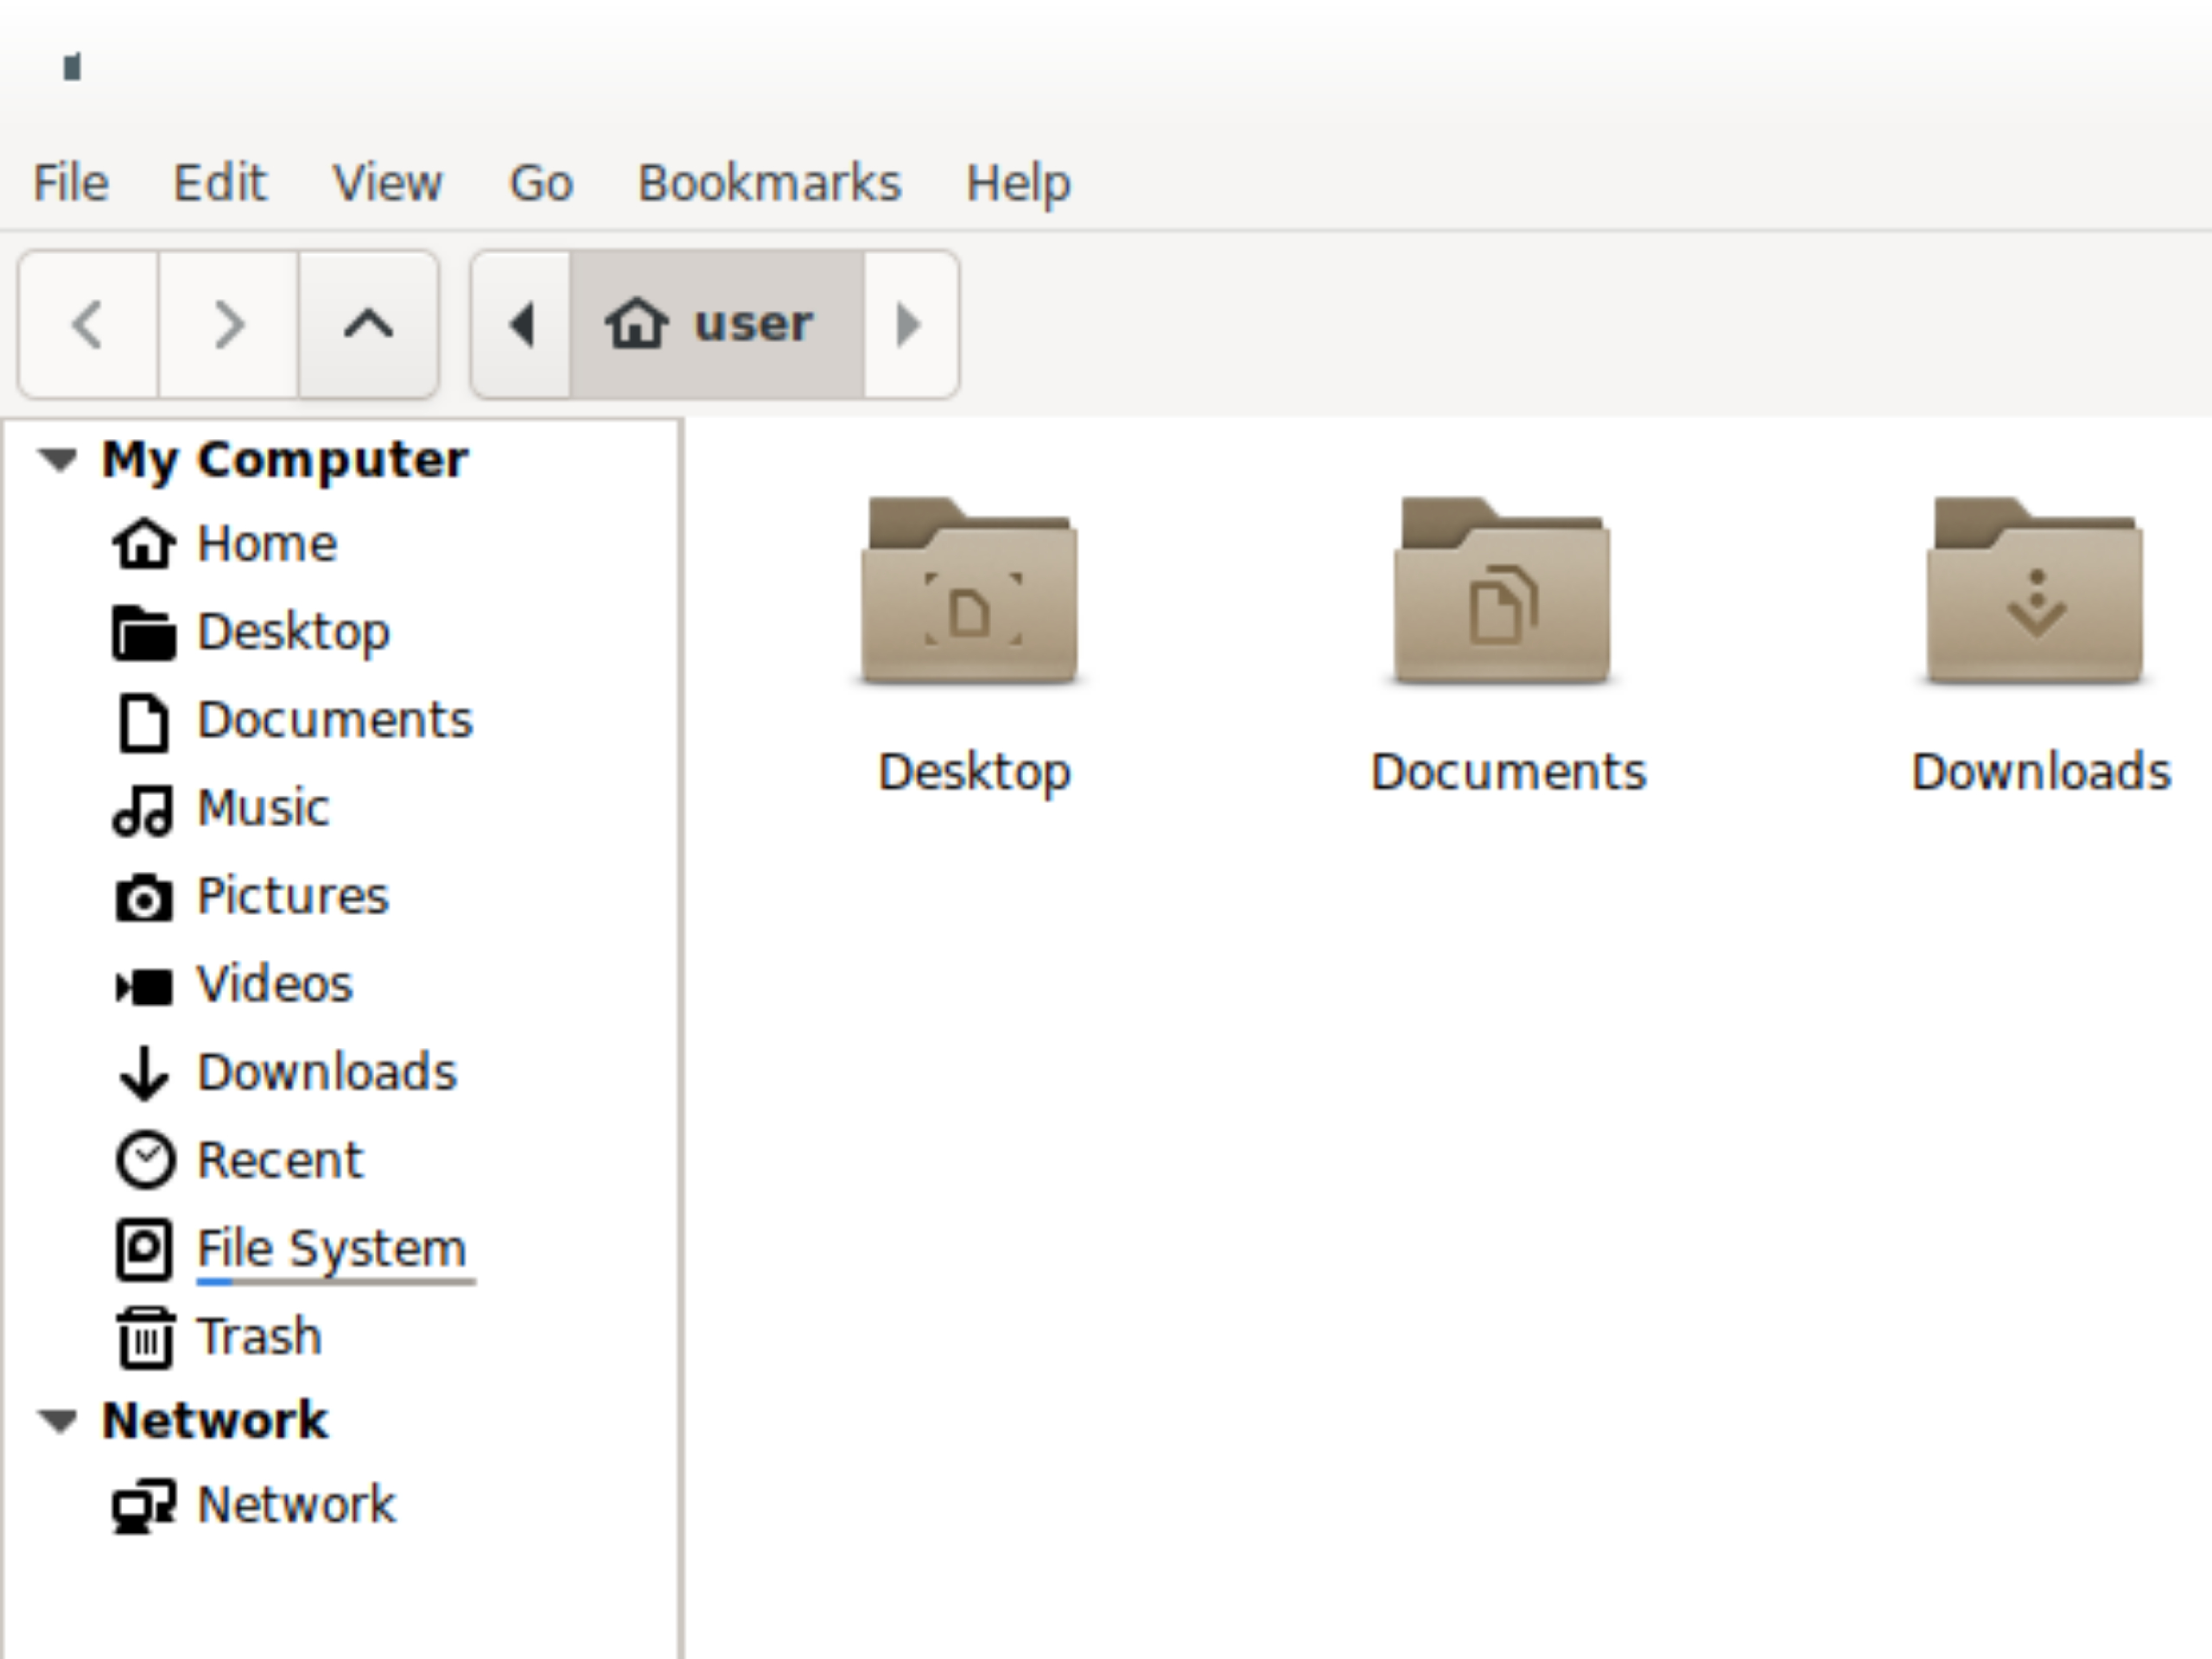 File Edit View Go Bookmarks Help
user
My Computer
Home
Desktop
Documents
Music
Pictures
Videos
Downloads
Recent
File System
Trash
Network
Network
Desktop Documents Downloads